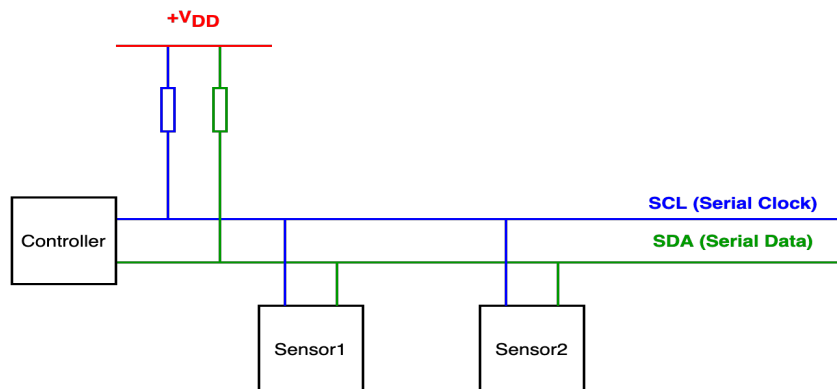 +VDD
SCL (Serial Clock)
Controller
SDA (Serial Data)
Sensor1
Sensor2